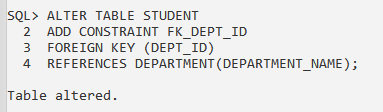 SQL> ALTER TABLE STUDENT
  2  ADD CONSTRAINT FK_DEPT_ID
  3  FOREIGN KEY (DEPT_ID)
  4  REFERENCES DEPARTMENT(DEPARTMENT_NAME);
Table altered.